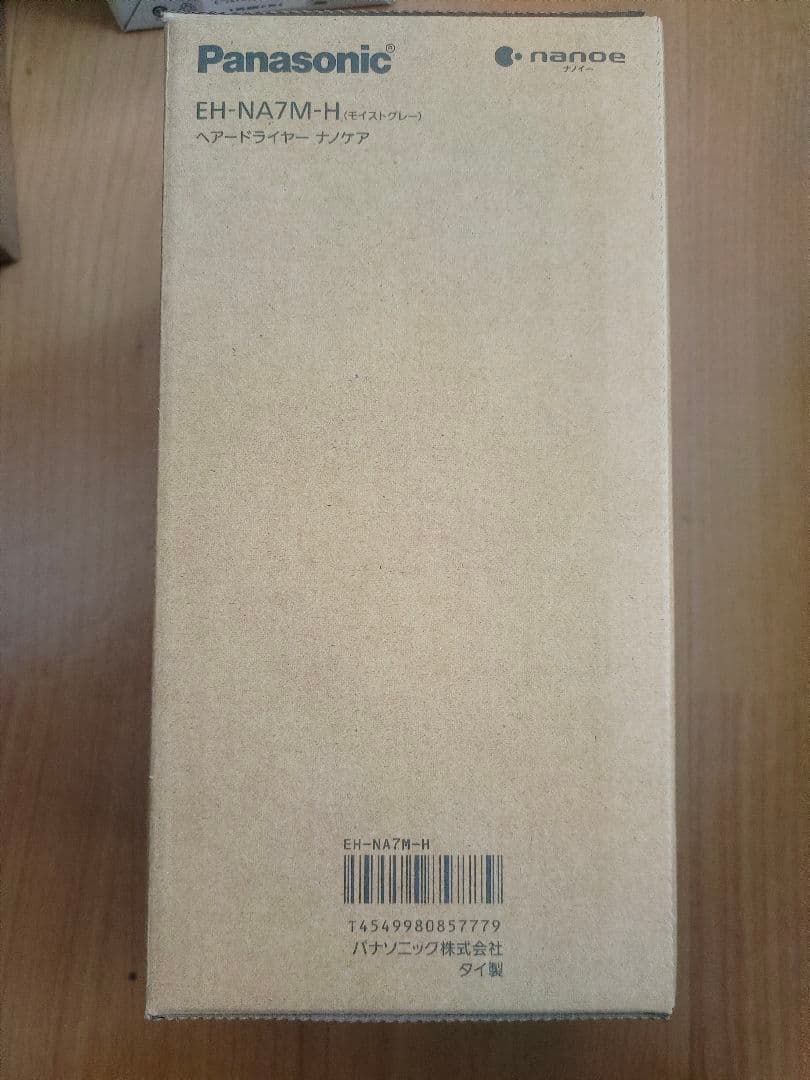 Panasonic®
nanoe
ナノイー
EH-NA7M-H(モイストグレー)
ヘアードライヤー ナノケア
EH-NA7M-H
T4549980857779
パナソニック株式会社
タイ製